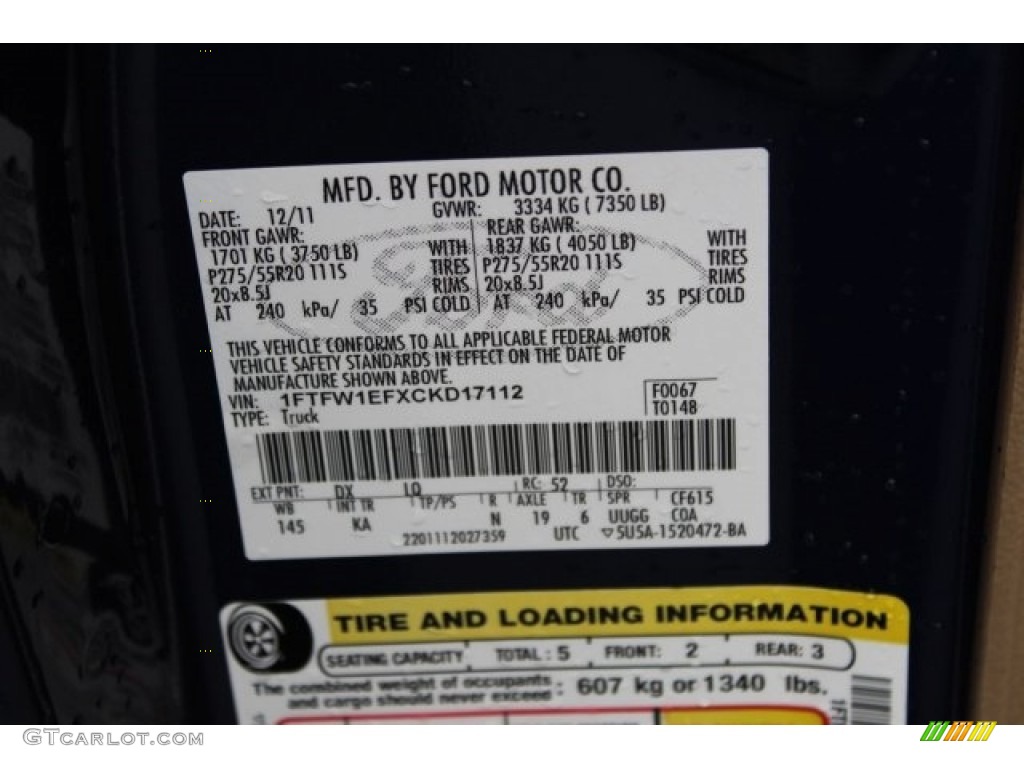 MFD. BY FORD MOTOR CO.
DATE: 12/11 GVWR: 3334 KG ( 7350 LB)
FRONT GAWR: REAR GAWR:
1701 KG ( 3750 LB) WITH 1837 KG ( 4050 LB) WITH
P275/55R20 111S TIRES P275/55R20 111S TIRES
20x8.5J RIMS 20x8.5J RIMS
AT 240 kPa/ 35 PSI COLD AT 240 kPa/ 35 PSI COLD
Ford
THIS VEHICLE CONFORMS TO ALL APPLICABLE FEDERAL MOTOR
VEHICLE SAFETY STANDARDS IN EFFECT ON THE DATE OF
MANUFACTURE SHOWN ABOVE.
VIN: 1FTFW1EFXCKD17112 F0067
TYPE: Truck T0148
EXT PNT: DX LQ RC: 52 DSO:
WB INT TR TP/PS R AXLE TR SPR CF615
145 KA N 19 6 UUGG COA
2201112027359 UTC ▽5U5A-1520472-BA
TIRE AND LOADING INFORMATION
SEATING CAPACITY TOTAL : 5 FRONT: 2 REAR: 3
The combined weight of occupants
and cargo should never exceed : 607 kg or 1340 lbs.
1FT
GTCarlot.com